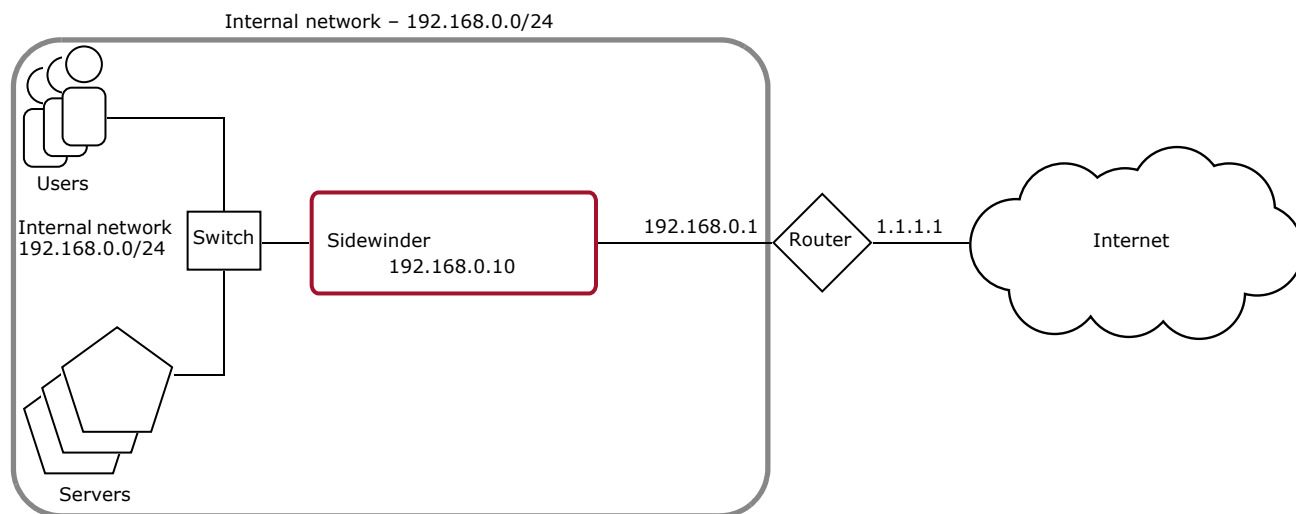 Internal network – 192.168.0.0/24
Users
Internal network
192.168.0.0/24
Switch
Sidewinder
192.168.0.10
192.168.0.1
Router
1.1.1.1
Internet
Servers